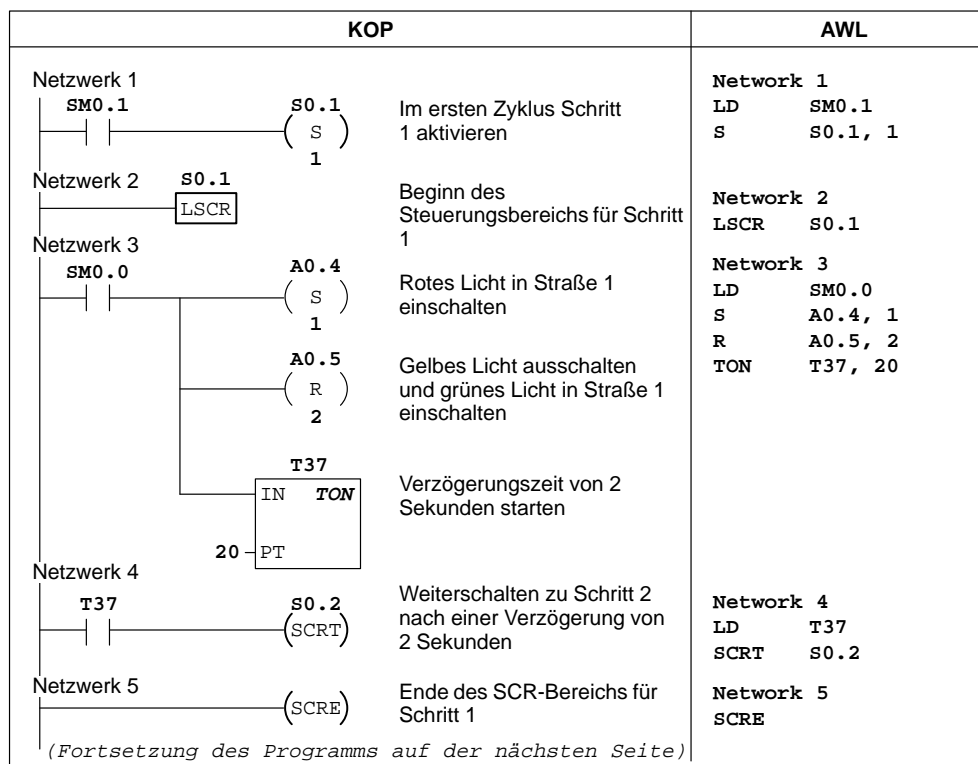 KOP
AWL
Netzwerk 1
SM0.1
S0.1
S
1
Im ersten Zyklus Schritt
1 aktivieren
Network 1
LD SM0.1
S S0.1, 1
Netzwerk 2
S0.1
LSCR
Beginn des
Steuerungsbereichs für Schritt
1
Network 2
LSCR S0.1
Netzwerk 3
SM0.0
A0.4
S
1
Rotes Licht in Straße 1
einschalten
A0.5
R
2
Gelbes Licht ausschalten
und grünes Licht in Straße 1
einschalten
T37
IN TON
20 PT
Verzögerungszeit von 2
Sekunden starten
Network 3
LD SM0.0
S A0.4, 1
R A0.5, 2
TON T37, 20
Netzwerk 4
T37
S0.2
SCRT
Weiterschalten zu Schritt 2
nach einer Verzögerung von
2 Sekunden
Network 4
LD T37
SCRT S0.2
Netzwerk 5
SCRE
Ende des SCR-Bereichs für
Schritt 1
Network 5
SCRE
(Fortsetzung des Programms auf der nächsten Seite)